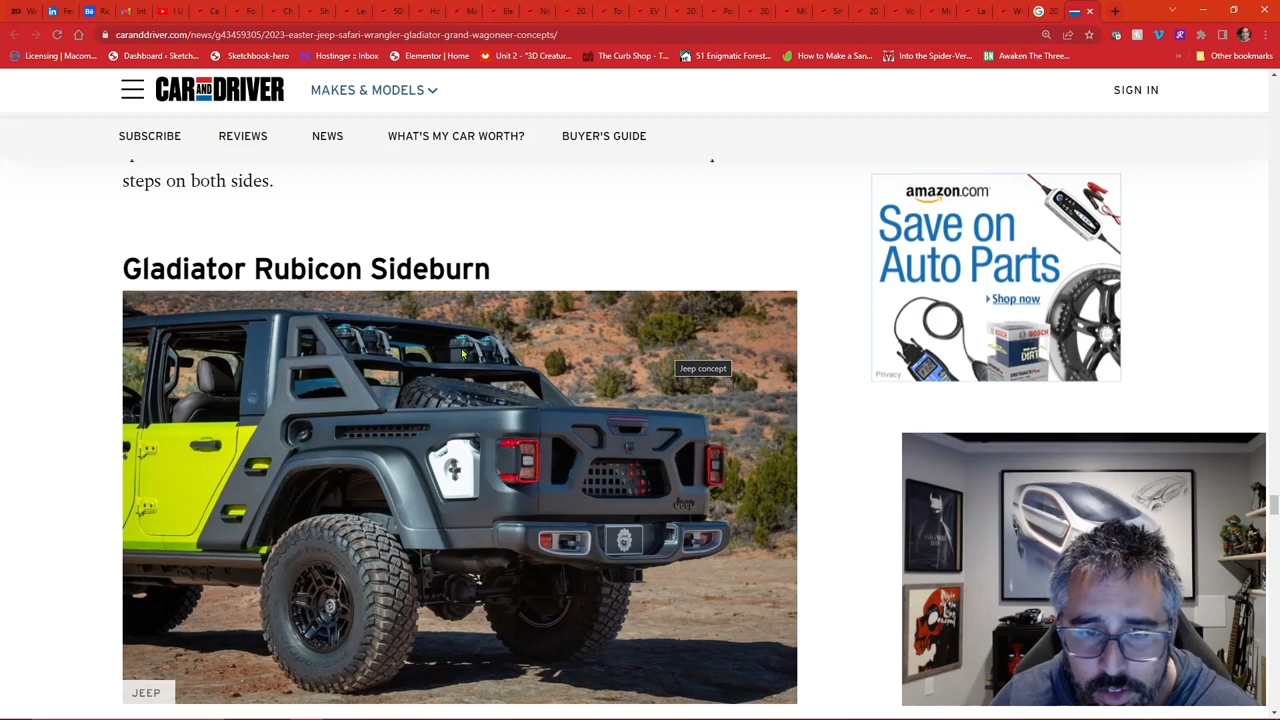 caranddriver.com/news/g43459305/2023-easter-jeep-safari-wrangler-gladiator-grand-wagoneer-concepts/
Licensing | Macom...
Dashboard ‹ Sketch...
Sketchbook-hero
Hostinger :: Inbox
Elementor | Home
Unit 2 - "3D Creatur...
The Curb Shop - T...
51 Enigmatic Forest...
How to Make a San...
Into the Spider-Ver...
Awaken The Three...
»
Other bookmarks
CAR AND DRIVER
MAKES & MODELS
SIGN IN
SUBSCRIBE
REVIEWS
NEWS
WHAT'S MY CAR WORTH?
BUYER'S GUIDE
steps on both sides.
Gladiator Rubicon Sideburn
Jeep concept
Jeep
JEEP
amazon.com
Save on
Auto Parts
Shop now
BOSCH
Privacy